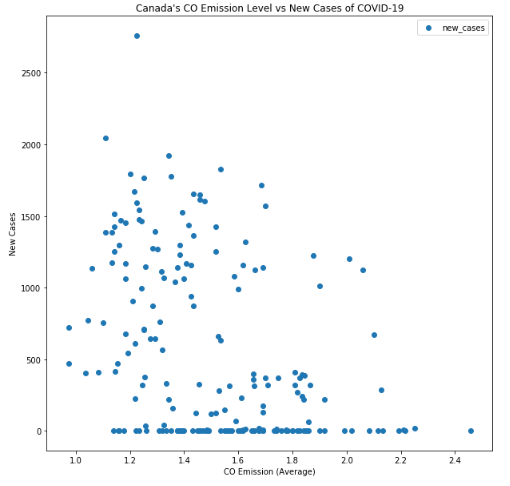 Canada's CO Emission Level vs New Cases of COVID-19
new_cases
2500
2000
1500
1000
500
0
New Cases
1.0 1.2 1.4 1.6 1.8 2.0 2.2 2.4
CO Emission (Average)